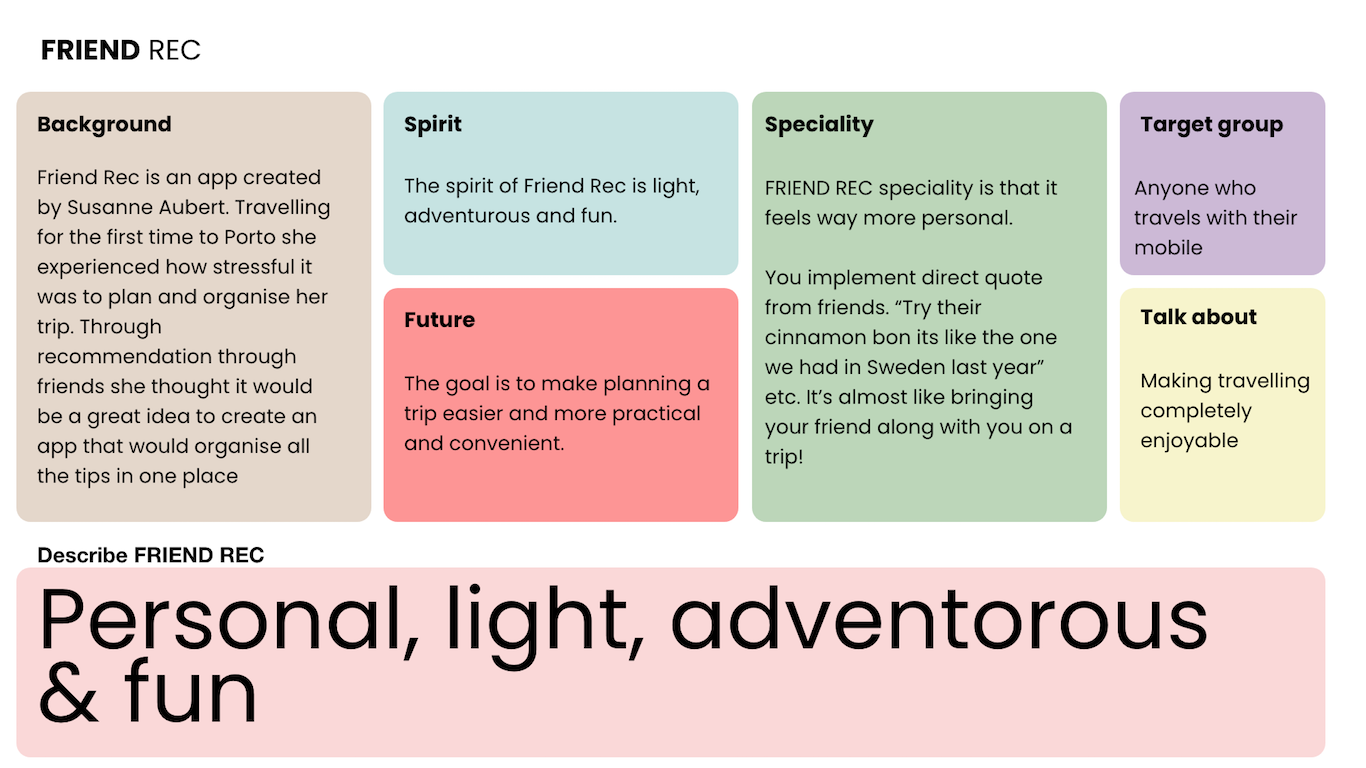 FRIEND REC
Background
Friend Rec is an app created
by Susanne Aubert. Travelling
for the first time to Porto she
experienced how stressful it
was to plan and organise her
trip. Through
recommendation through
friends she thought it would
be a great idea to create an
app that would organise all
the tips in one place
Spirit
The spirit of Friend Rec is light,
adventurous and fun.
Future
The goal is to make planning a
trip easier and more practical
and convenient.
Speciality
FRIEND REC speciality is that it
feels way more personal.
You implement direct quote
from friends. “Try their
cinnamon bon its like the one
we had in Sweden last year”
etc. It’s almost like bringing
your friend along with you on a
trip!
Target group
Anyone who
travels with their
mobile
Talk about
Making travelling
completely
enjoyable
Describe FRIEND REC
Personal, light, adventorous
& fun